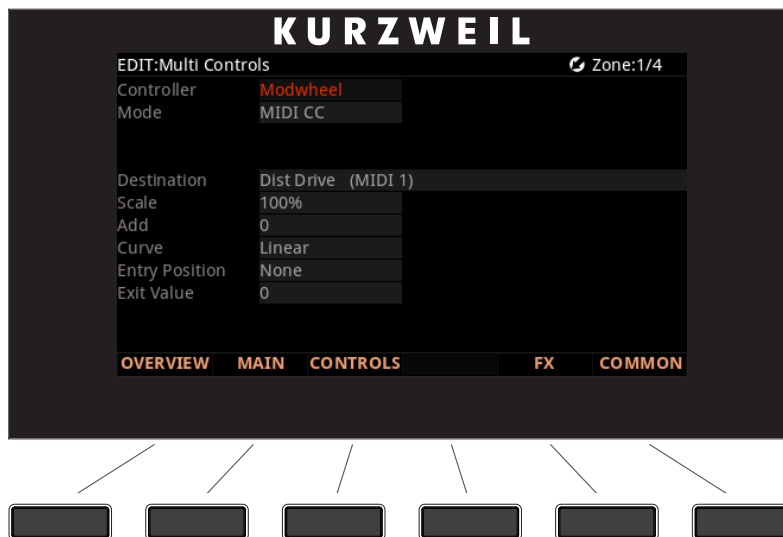 KURZWEIL
EDIT:Multi Controls Zone:1/4
Controller Modwheel
Mode MIDI CC
Destination Dist Drive (MIDI 1)
Scale 100%
Add 0
Curve Linear
Entry Position None
Exit Value 0
OVERVIEW MAIN CONTROLS FX COMMON